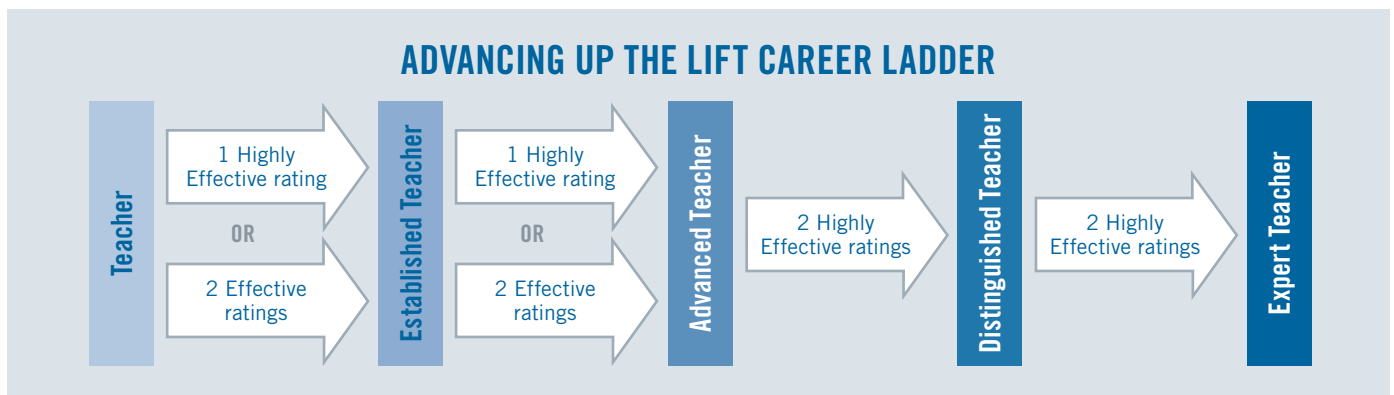 ADVANCING UP THE LIFT CAREER LADDER
Teacher
1 Highly
Effective rating
OR
2 Effective
ratings
Established Teacher
1 Highly
Effective rating
OR
2 Effective
ratings
Advanced Teacher
2 Highly
Effective ratings
Distinguished Teacher
2 Highly
Effective ratings
Expert Teacher